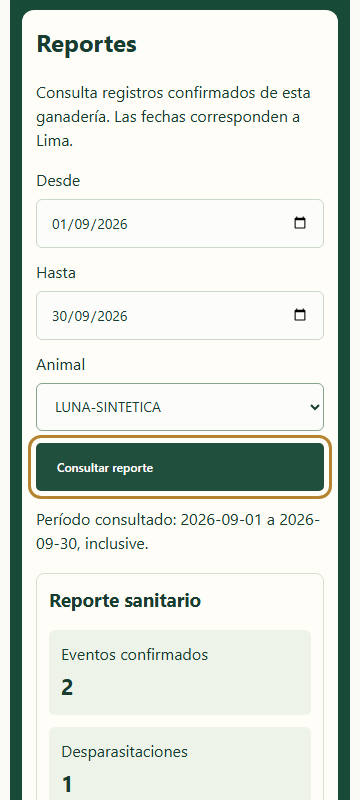 Reportes
Consulta registros confirmados de esta
ganadería. Las fechas corresponden a
Lima.
Desde
01/09/2026
Hasta
30/09/2026
Animal
LUNA-SINTETICA
Consultar reporte
Período consultado: 2026-09-01 a 2026-
09-30, inclusive.
Reporte sanitario
Eventos confirmados
2
Desparasitaciones
1